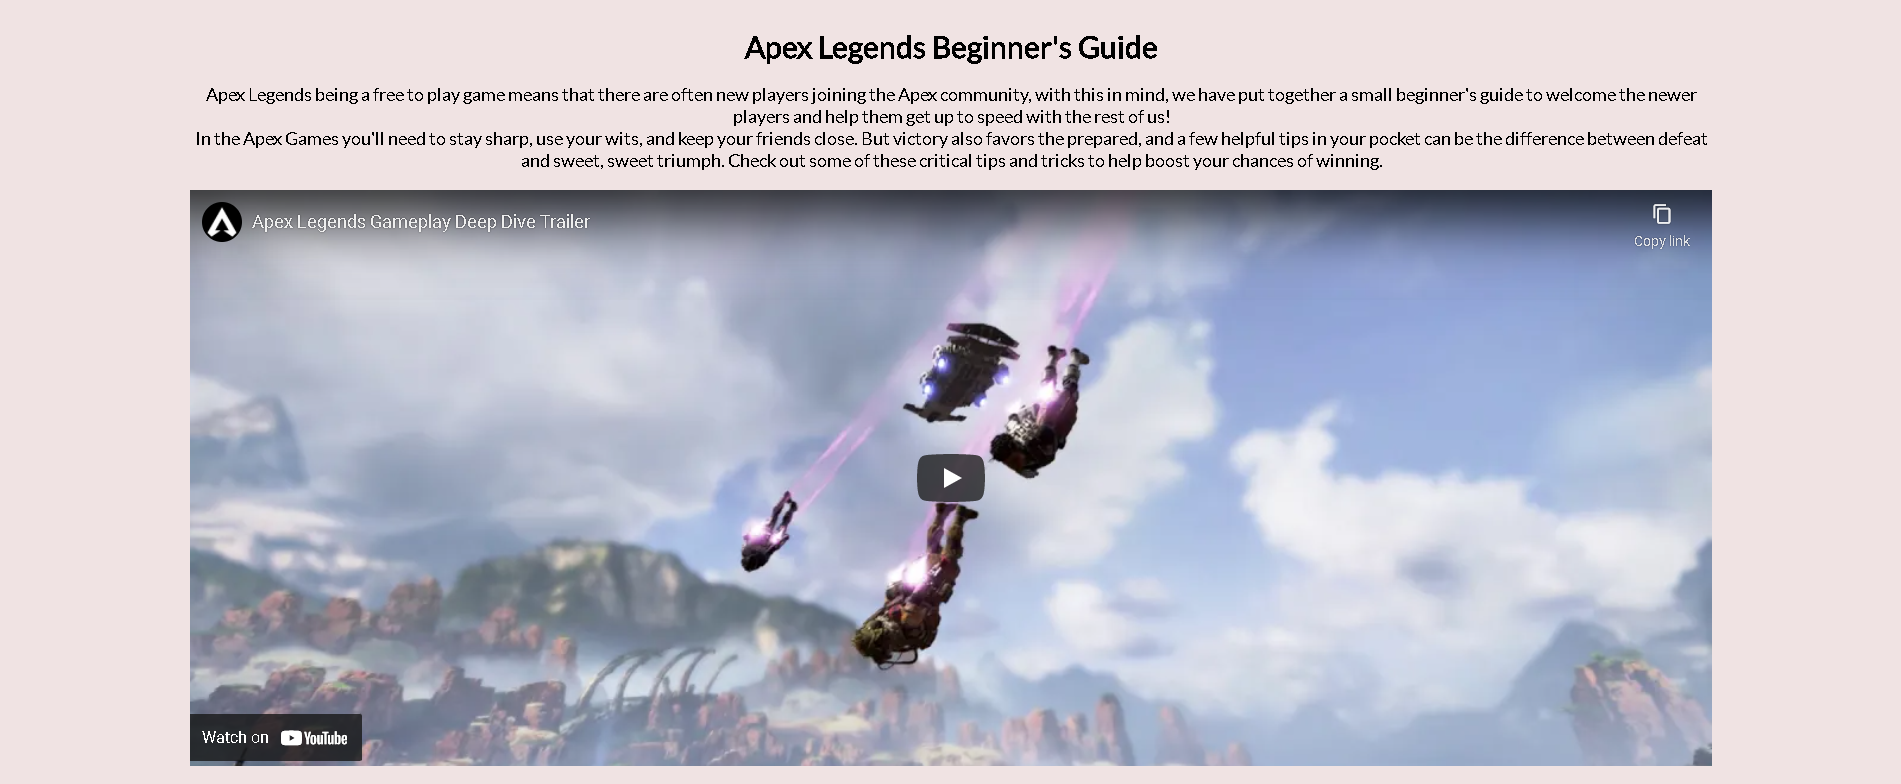 Apex Legends Beginner's Guide
Apex Legends being a free to play game means that there are often new players joining the Apex community, with this in mind, we have put together a small beginner's guide to welcome the newer
players and help them get up to speed with the rest of us!
In the Apex Games you'll need to stay sharp, use your wits, and keep your friends close. But victory also favors the prepared, and a few helpful tips in your pocket can be the difference between defeat
and sweet, sweet triumph. Check out some of these critical tips and tricks to help boost your chances of winning.
Apex Legends Gameplay Deep Dive Trailer
Copy link
Watch on YouTube